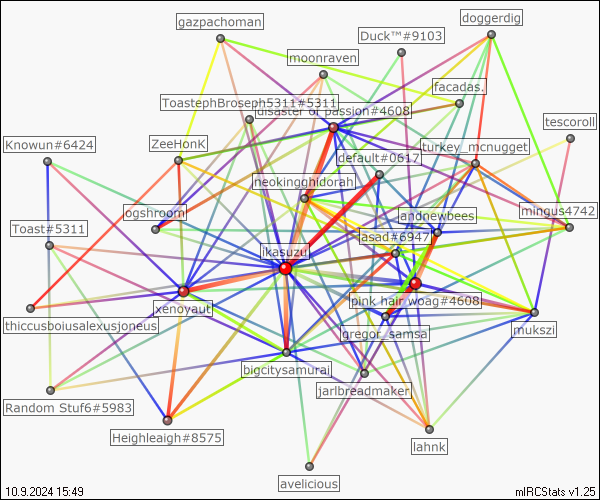 gazpachoman
doggerdig
Duck™#9103
moonraven
facadas.
ToastephBroseph5311#5311
disaster of passion#4608
tescoroll
Knowun#6424
ZeeHonK
turkey_mcnugget
default#0617
neokingghidorah
ogshroom
andnewbees
mingus4742
Toast#5311
asad#6947
ikasuzu
xenoyaut
pink hair woag#4608
thiccusboiusalexusjoneus
gregor_samsa
mukszi
bigcitysamurai
jarlbreadmaker
Random Stuf6#5983
Heighleigh#8575
lahnk
avelicious
10.9.2024 15:49
mIRCStats v1.25